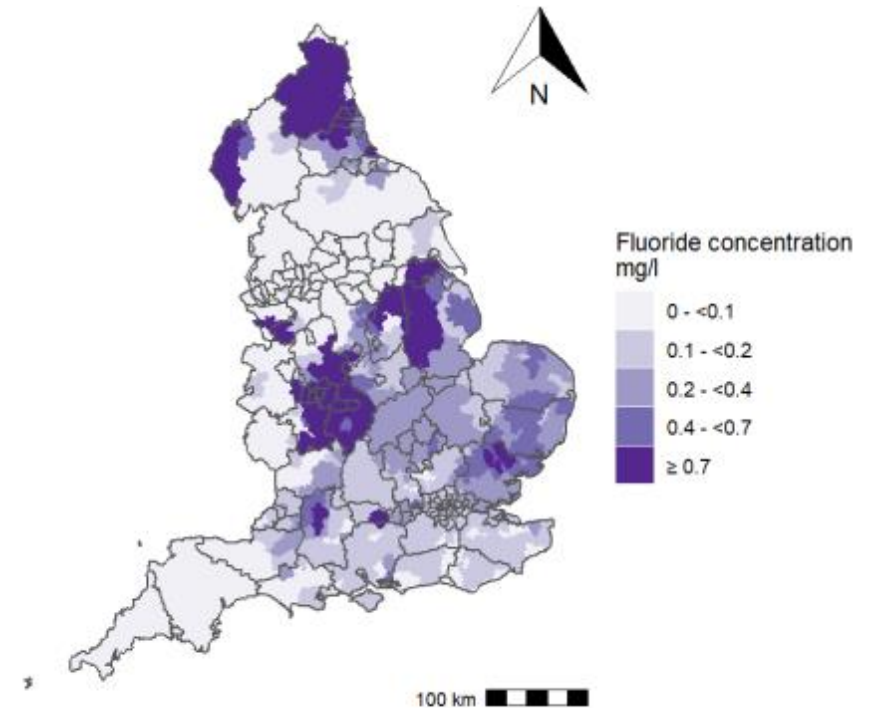 N
Fluoride concentration
mg/l
0 - <0.1
0.1 - <0.2
0.2 - <0.4
0.4 - <0.7
≥ 0.7
100 km